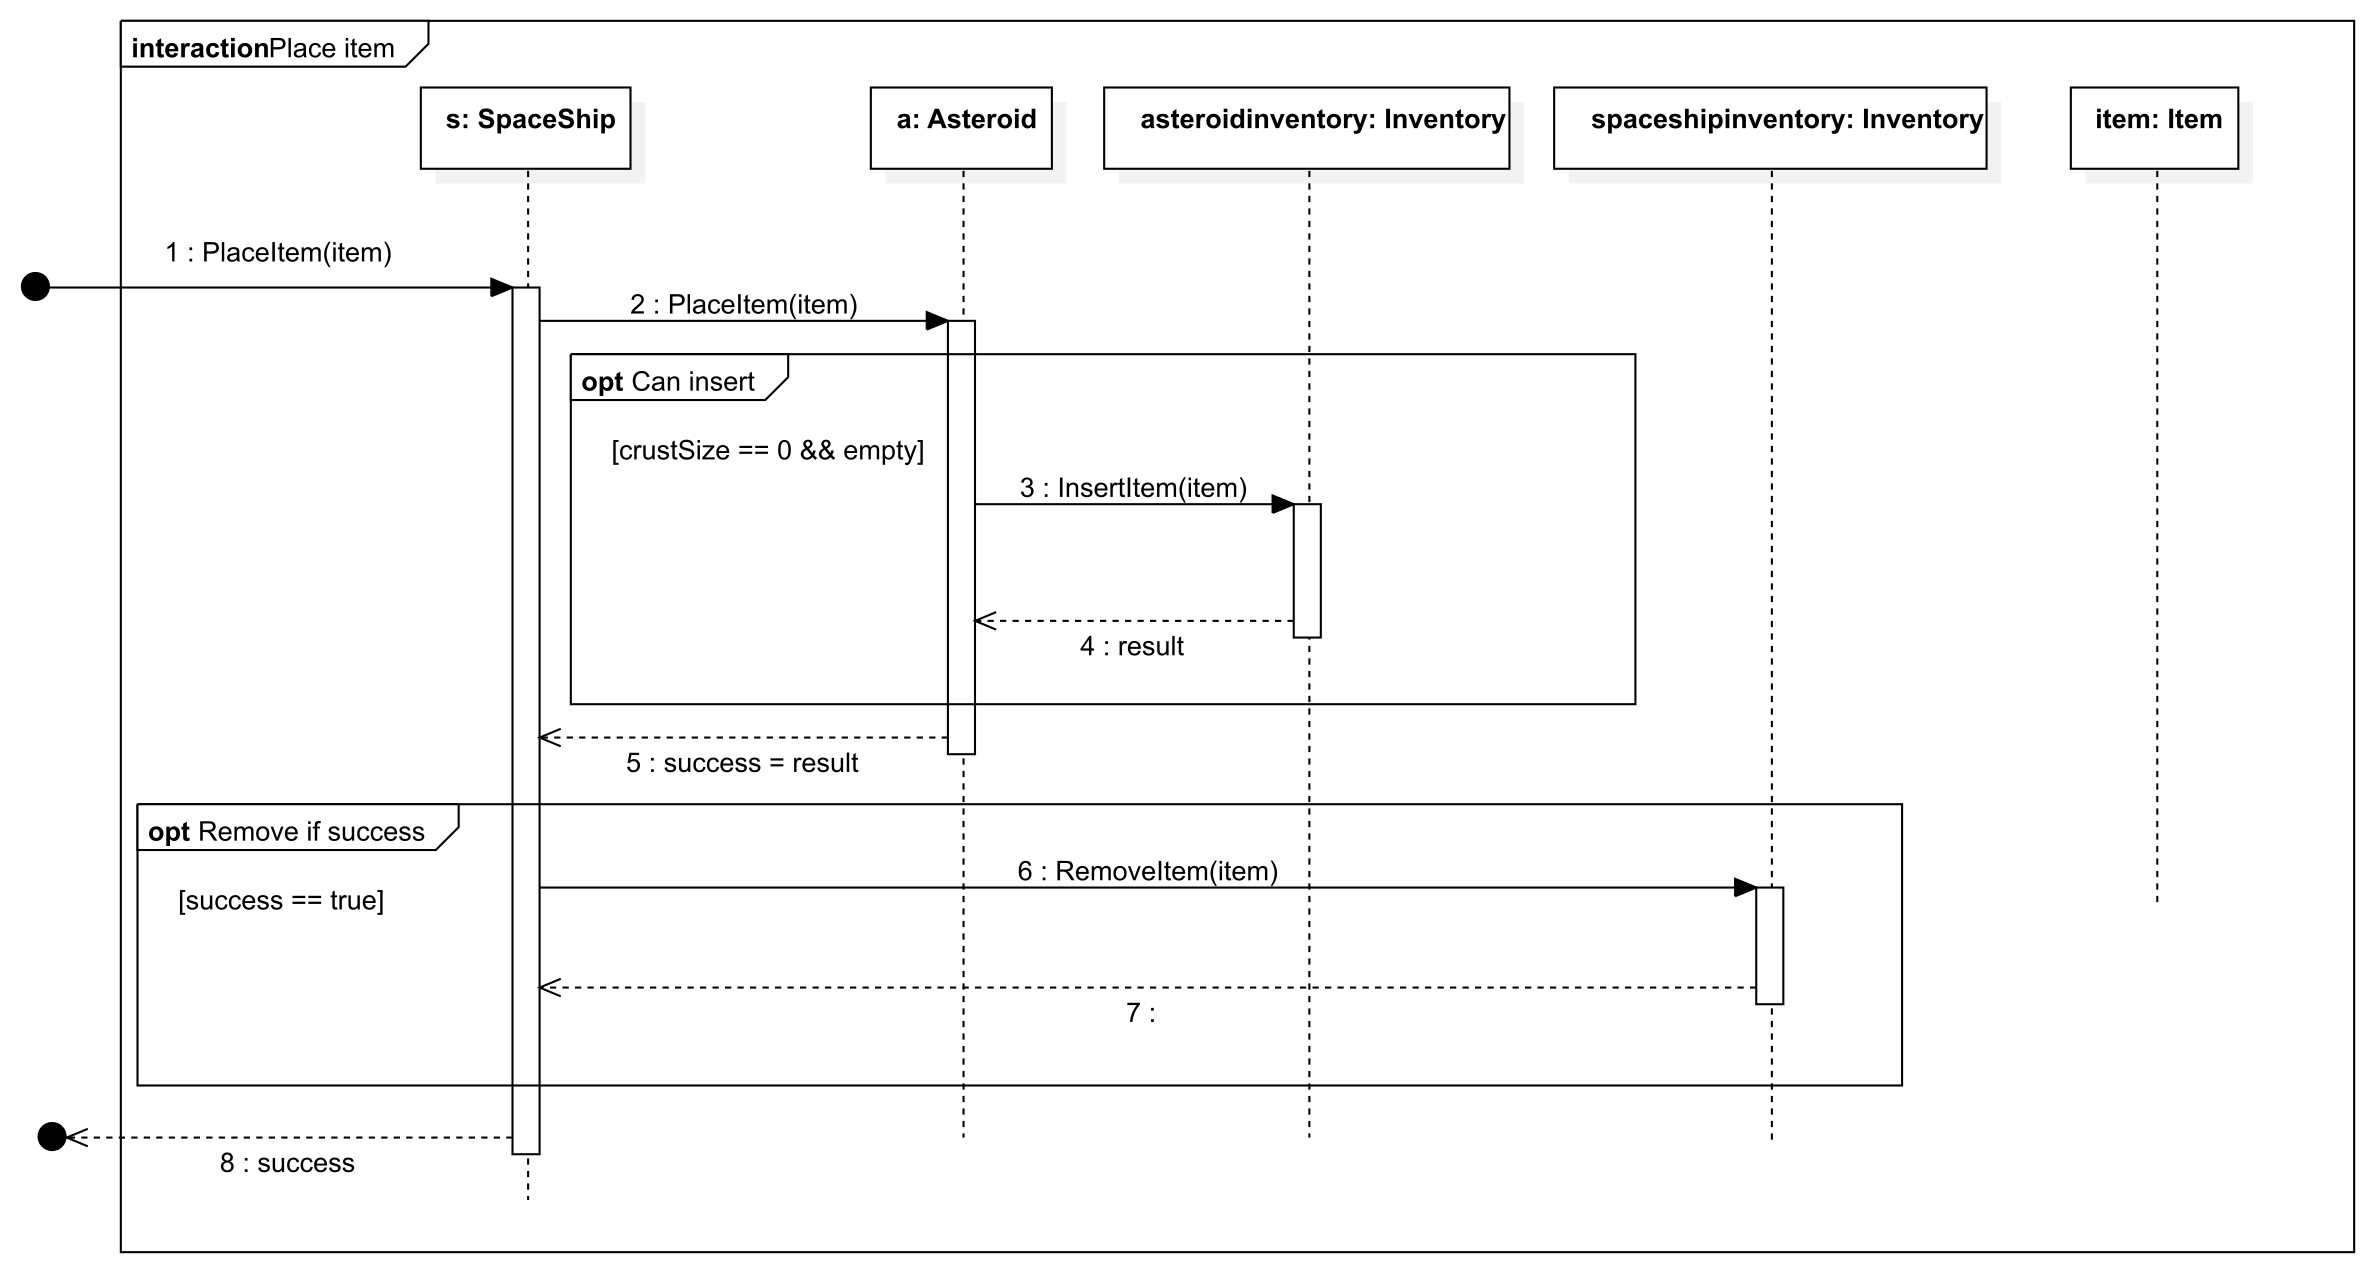 interactionPlace item
s: SpaceShip
a: Asteroid
asteroidinventory: Inventory
spaceshipinventory: Inventory
item: Item
1 : PlaceItem(item)
2 : PlaceItem(item)
opt Can insert
[crustSize == 0 && empty]
3 : InsertItem(item)
4 : result
5 : success = result
opt Remove if success
6 : RemoveItem(item)
[success == true]
7 :
8 : success